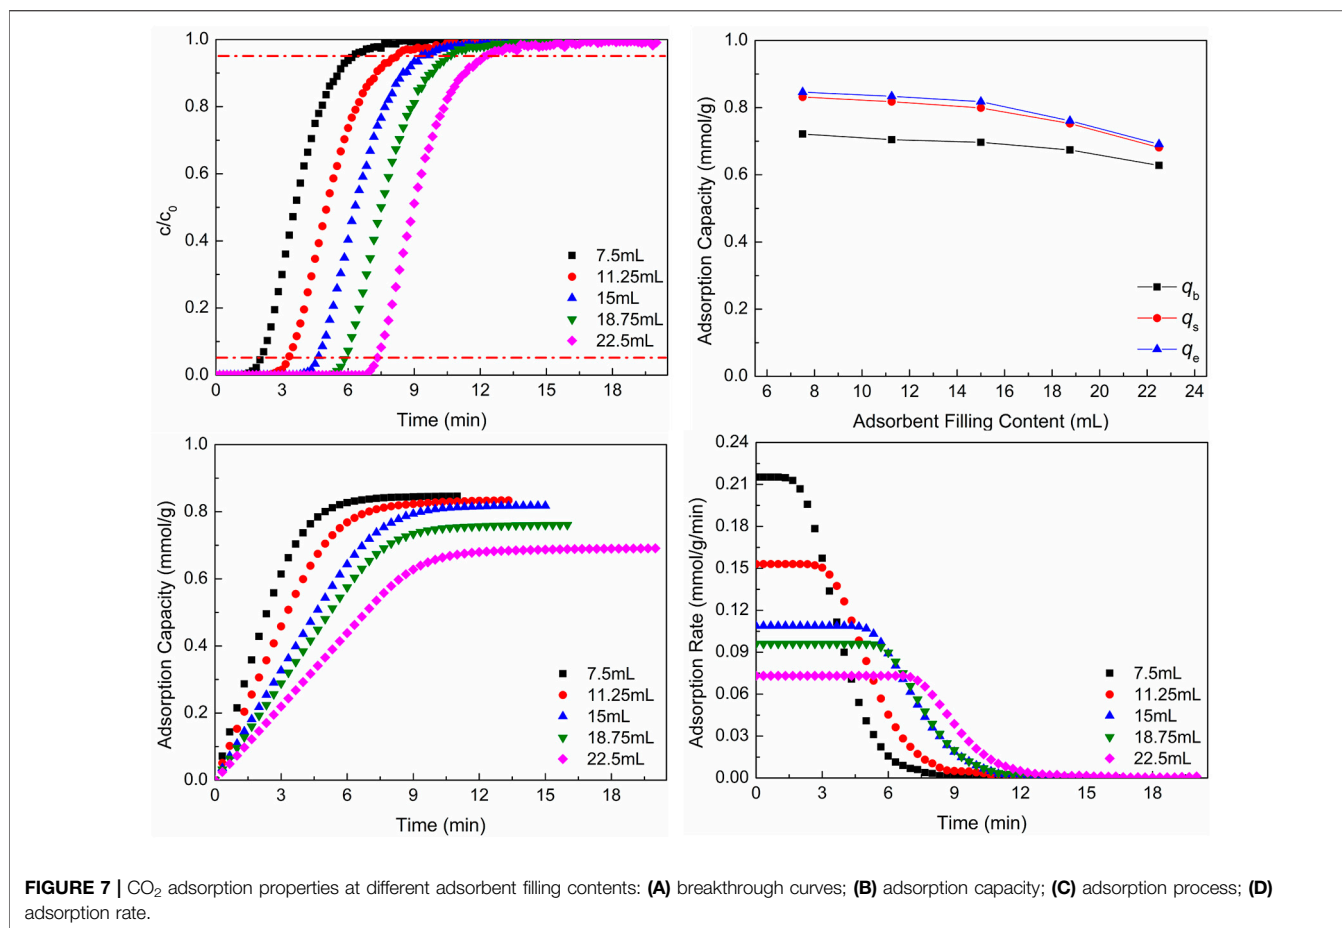 1.0
0.8
0.6
0.4
0.2
0.0
c/c0
7.5mL
11.25mL
15mL
18.75mL
22.5mL
0 3 6 9 12 15 18
Time (min)
1.0
0.8
0.6
0.4
0.2
0.0
Adsorption Capacity (mmol/g)
qb
qs
qe
6 8 10 12 14 16 18 20 22 24
Adsorbent Filling Content (mL)
1.0
0.8
0.6
0.4
0.2
0.0
Adsorption Capacity (mmol/g)
7.5mL
11.25mL
15mL
18.75mL
22.5mL
0 3 6 9 12 15 18
Time (min)
0.24
0.21
0.18
0.15
0.12
0.09
0.06
0.03
0.00
Adsorption Rate (mmol/g/min)
7.5mL
11.25mL
15mL
18.75mL
22.5mL
0 3 6 9 12 15 18
Time (min)
FIGURE 7 | CO2 adsorption properties at different adsorbent filling contents: (A) breakthrough curves; (B) adsorption capacity; (C) adsorption process; (D)
adsorption rate.